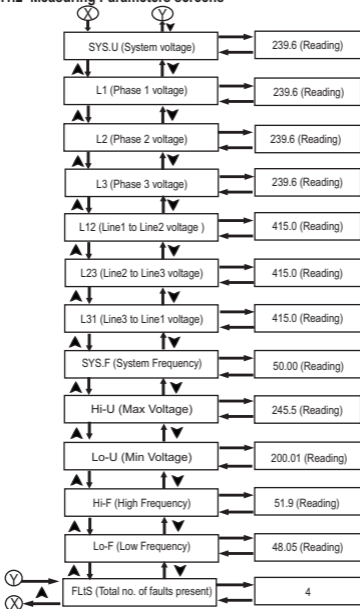 X Y
SYS.U (System voltage) 239.6 (Reading)
L1 (Phase 1 voltage) 239.6 (Reading)
L2 (Phase 2 voltage) 239.6 (Reading)
L3 (Phase 3 voltage) 239.6 (Reading)
L12 (Line1 to Line2 voltage ) 415.0 (Reading)
L23 (Line2 to Line3 voltage) 415.0 (Reading)
L31 (Line3 to Line1 voltage) 415.0 (Reading)
SYS.F (System Frequency) 50.00 (Reading)
Hi-U (Max Voltage) 245.5 (Reading)
Lo-U (Min Voltage) 200.01 (Reading)
Hi-F (High Frequency) 51.9 (Reading)
Lo-F (Low Frequency) 48.05 (Reading)
Y
FLtS (Total no. of faults present) 4
X